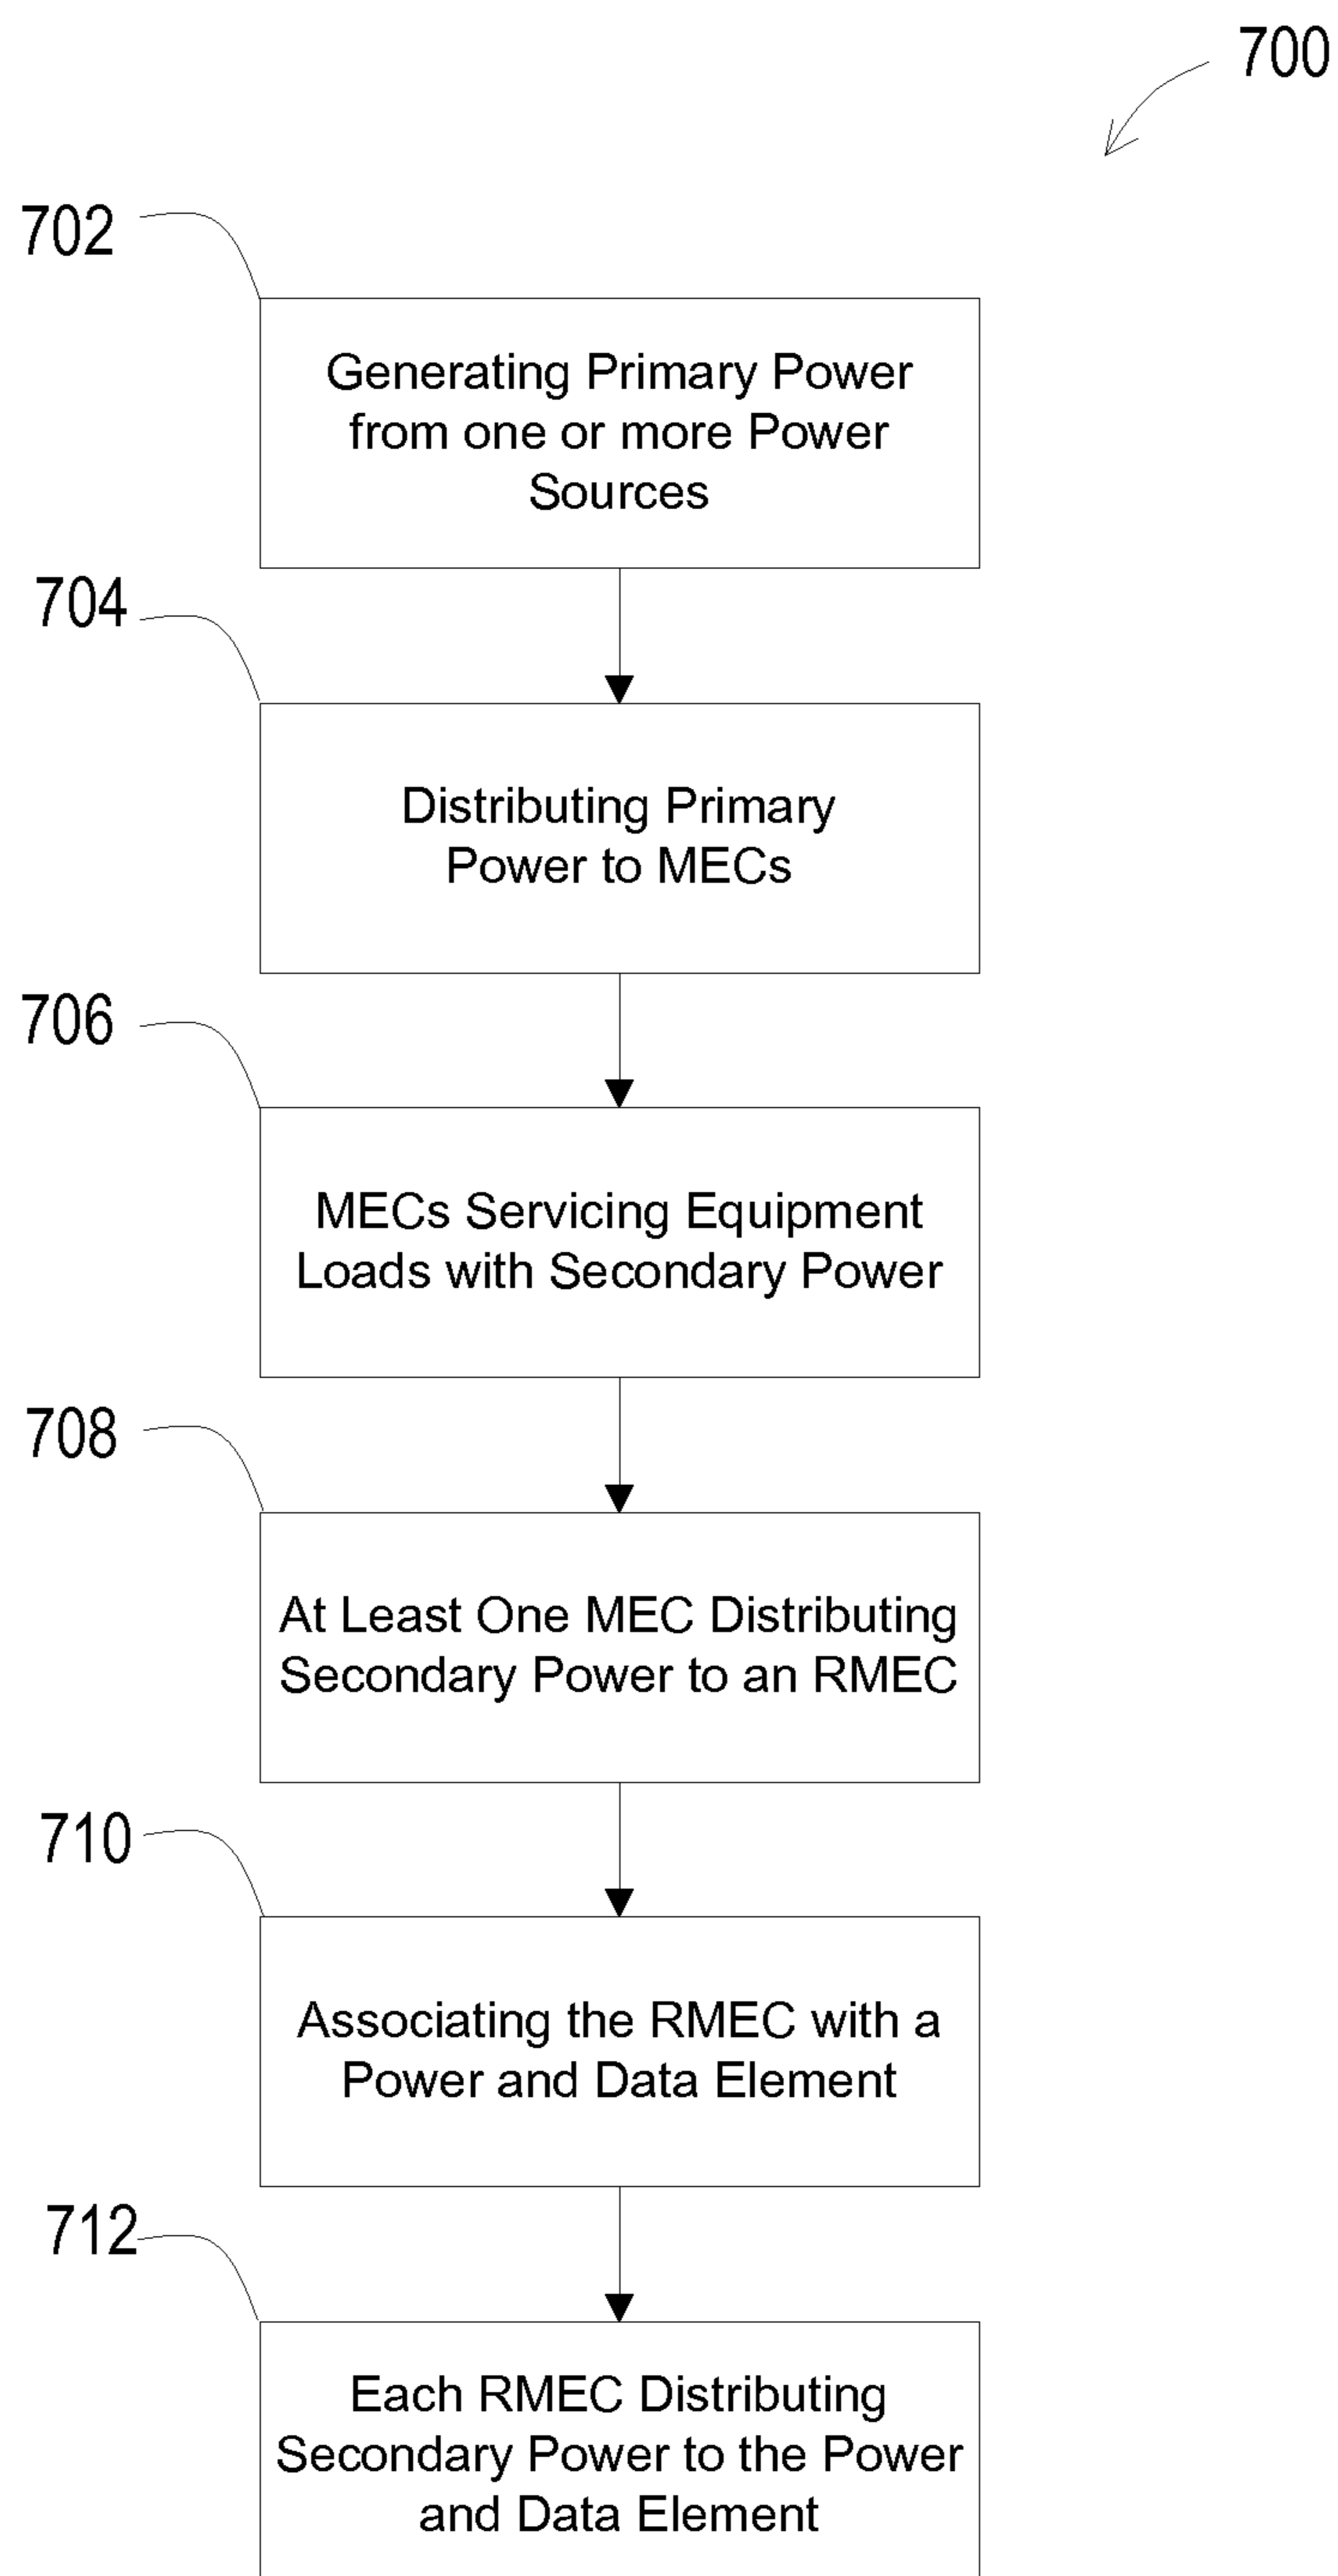 700
702
Generating Primary Power
from one or more Power
Sources
704
Distributing Primary
Power to MECs
706
MECs Servicing Equipment
Loads with Secondary Power
708
At Least One MEC Distributing
Secondary Power to an RMEC
710
Associating the RMEC with a
Power and Data Element
712
Each RMEC Distributing
Secondary Power to the Power
and Data Element